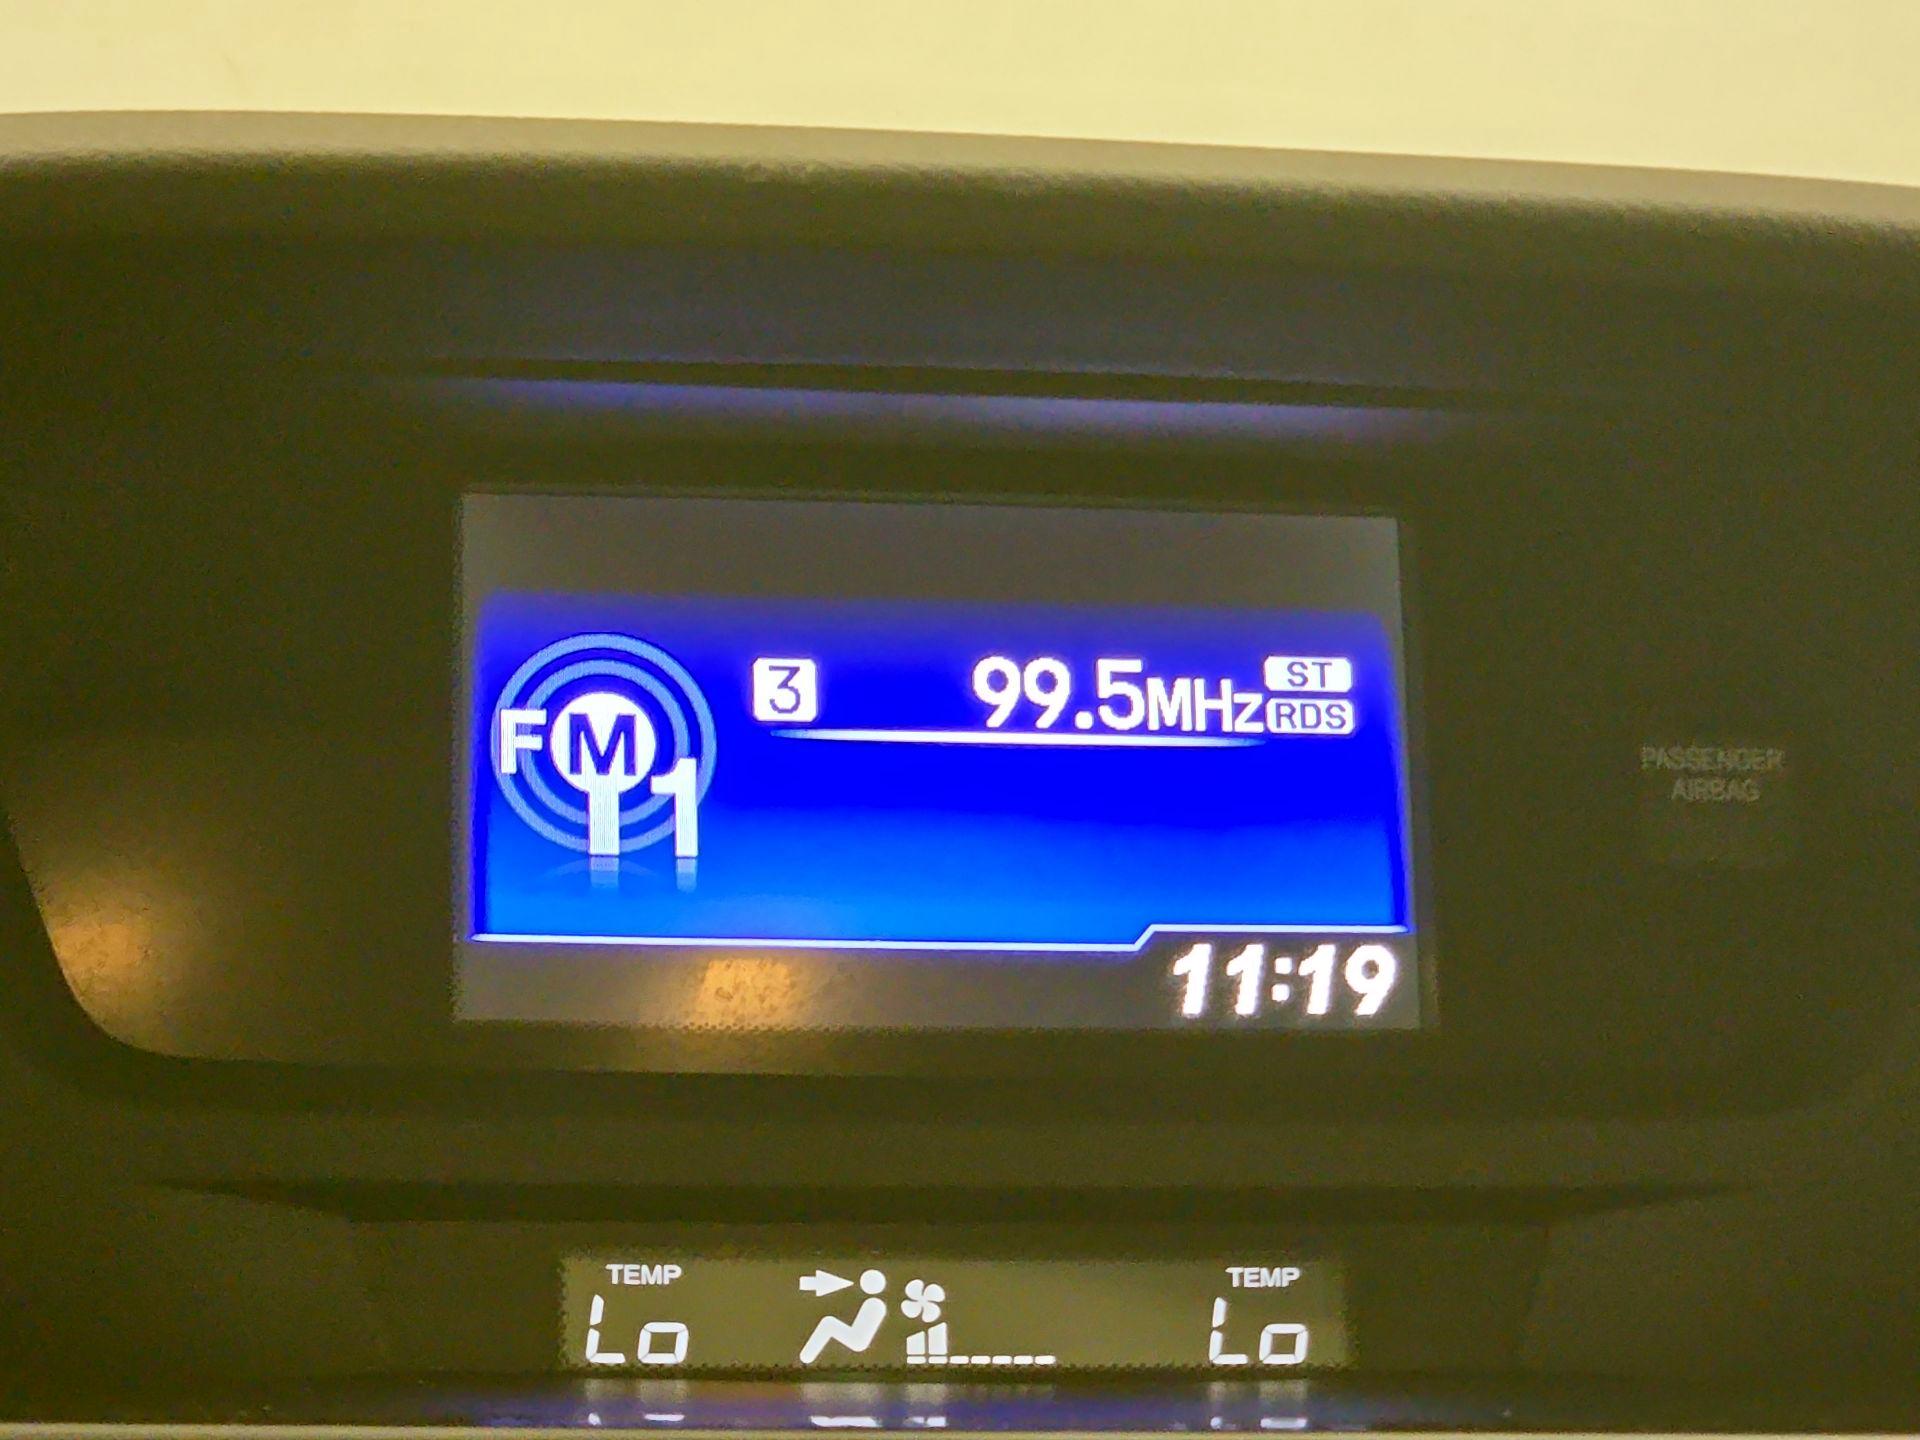 FM1
3 99.5MHz ST
RDS
PASSENGER
AIRBAG
11:19
TEMP TEMP
Lo Lo